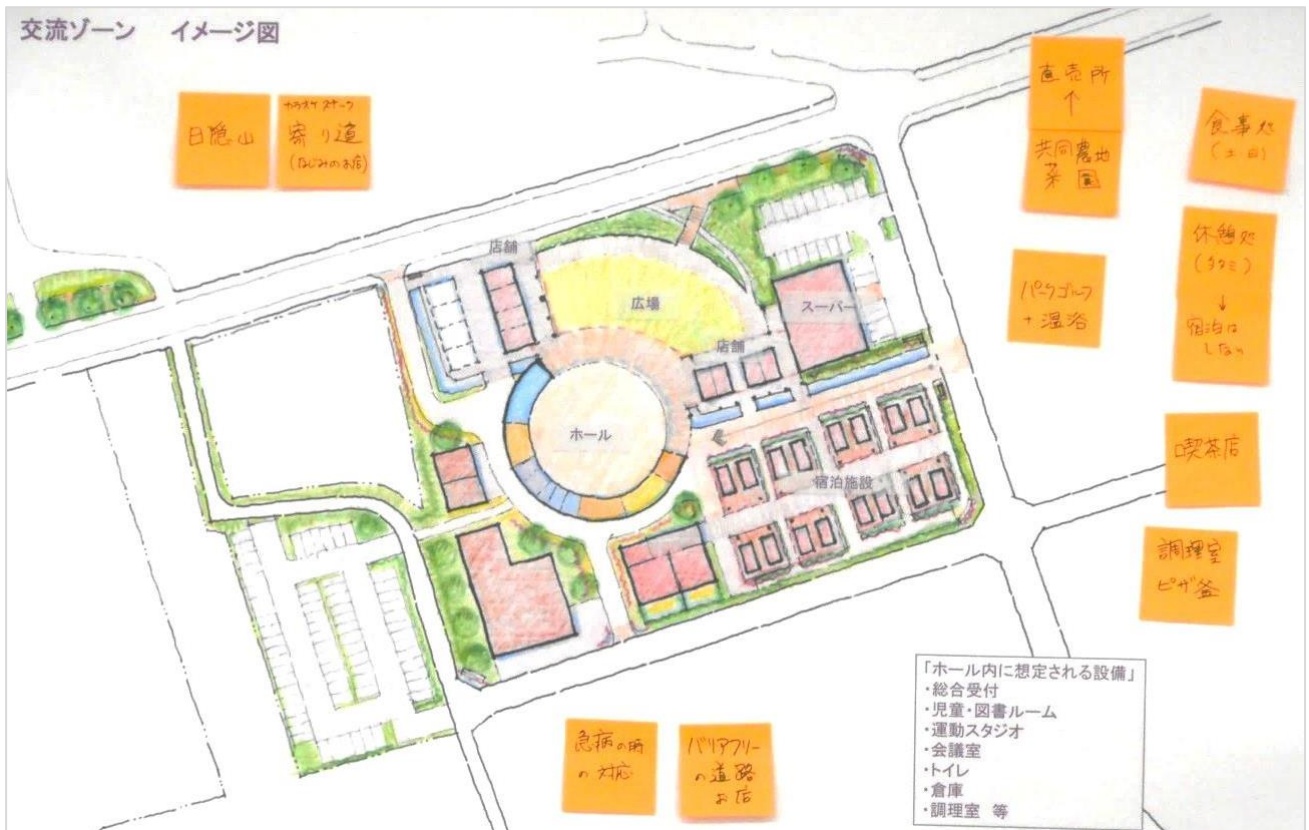 交流ゾーン イメージ図
日隠山
カラオケスナック
寄り道
(なじみのお店)
直売所
↑
共同農地
菜園
食事処
(土日)
休憩処
(タタミ)
↓
宿泊は
しない
パークゴルフ
+温浴
喫茶店
調理室
ピザ釜
店舗
広場
スーパー
店舗
ホール
宿泊施設
急病の時
の対応
バリアフリー
の道路
お店
「ホール内に想定される設備」
・総合受付
・児童・図書ルーム
・運動スタジオ
・会議室
・トイレ
・倉庫
・調理室 等